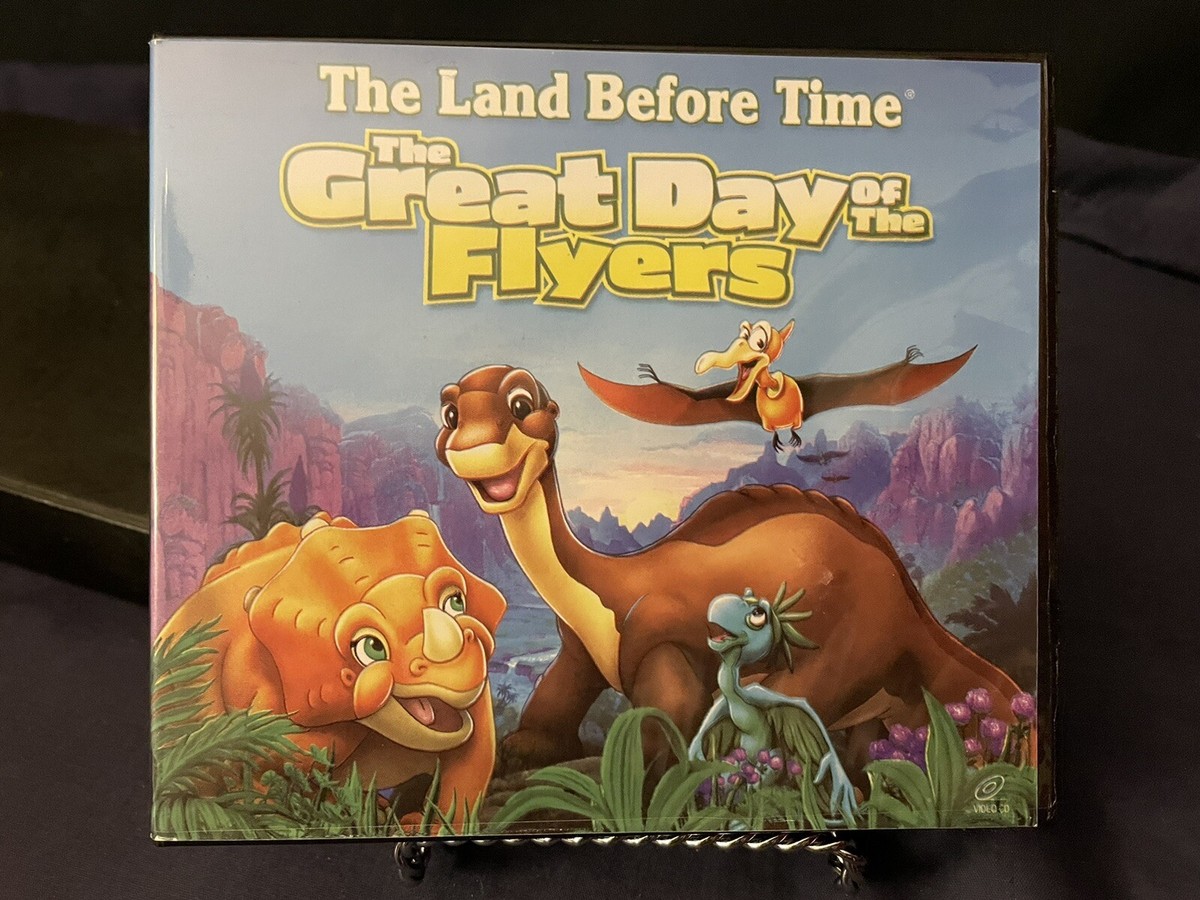 The Land Before Time®
The
Great Day Of The
Flyers
VIDEO CD